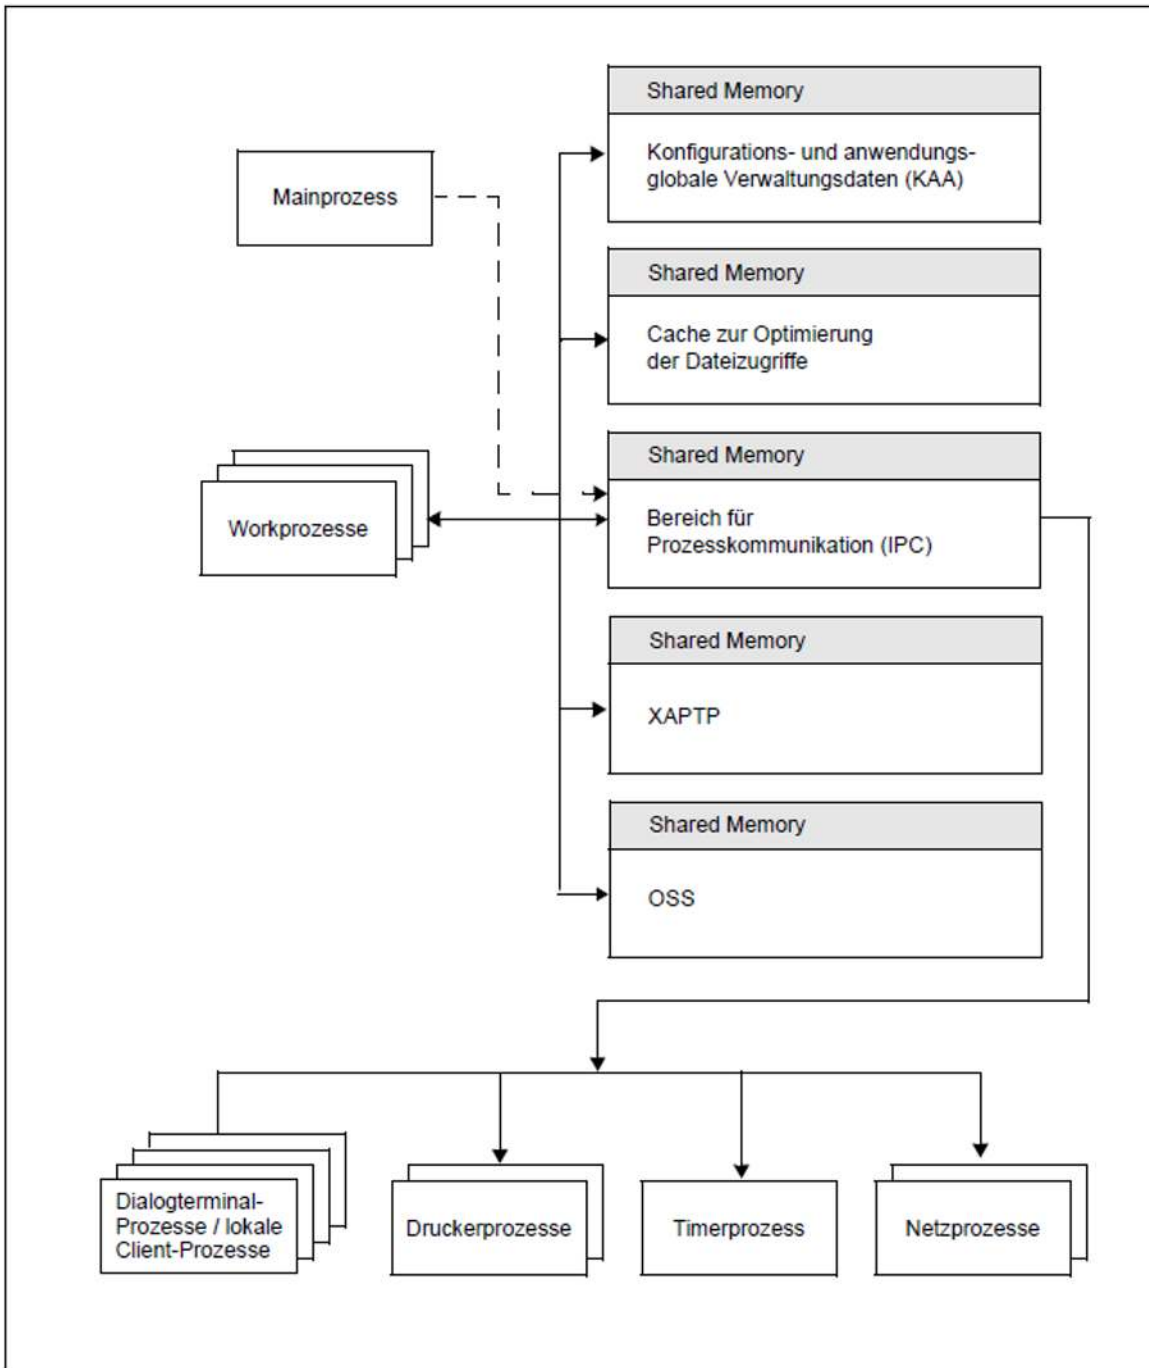 Shared Memory
Konfigurations- und anwendungs-
globale Verwaltungsdaten (KAA)
Mainprozess
Shared Memory
Cache zur Optimierung
der Dateizugriffe
Shared Memory
Bereich für
Prozesskommunikation (IPC)
Workprozesse
Shared Memory
XAPTP
Shared Memory
OSS
Dialogterminal-
Prozesse / lokale
Client-Prozesse
Druckerprozesse
Timerprozess
Netzprozesse